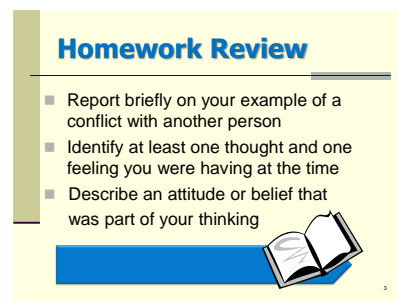 Homework Review
Report briefly on your example of a
conflict with another person
Identify at least one thought and one
feeling you were having at the time
Describe an attitude or belief that
was part of your thinking
3